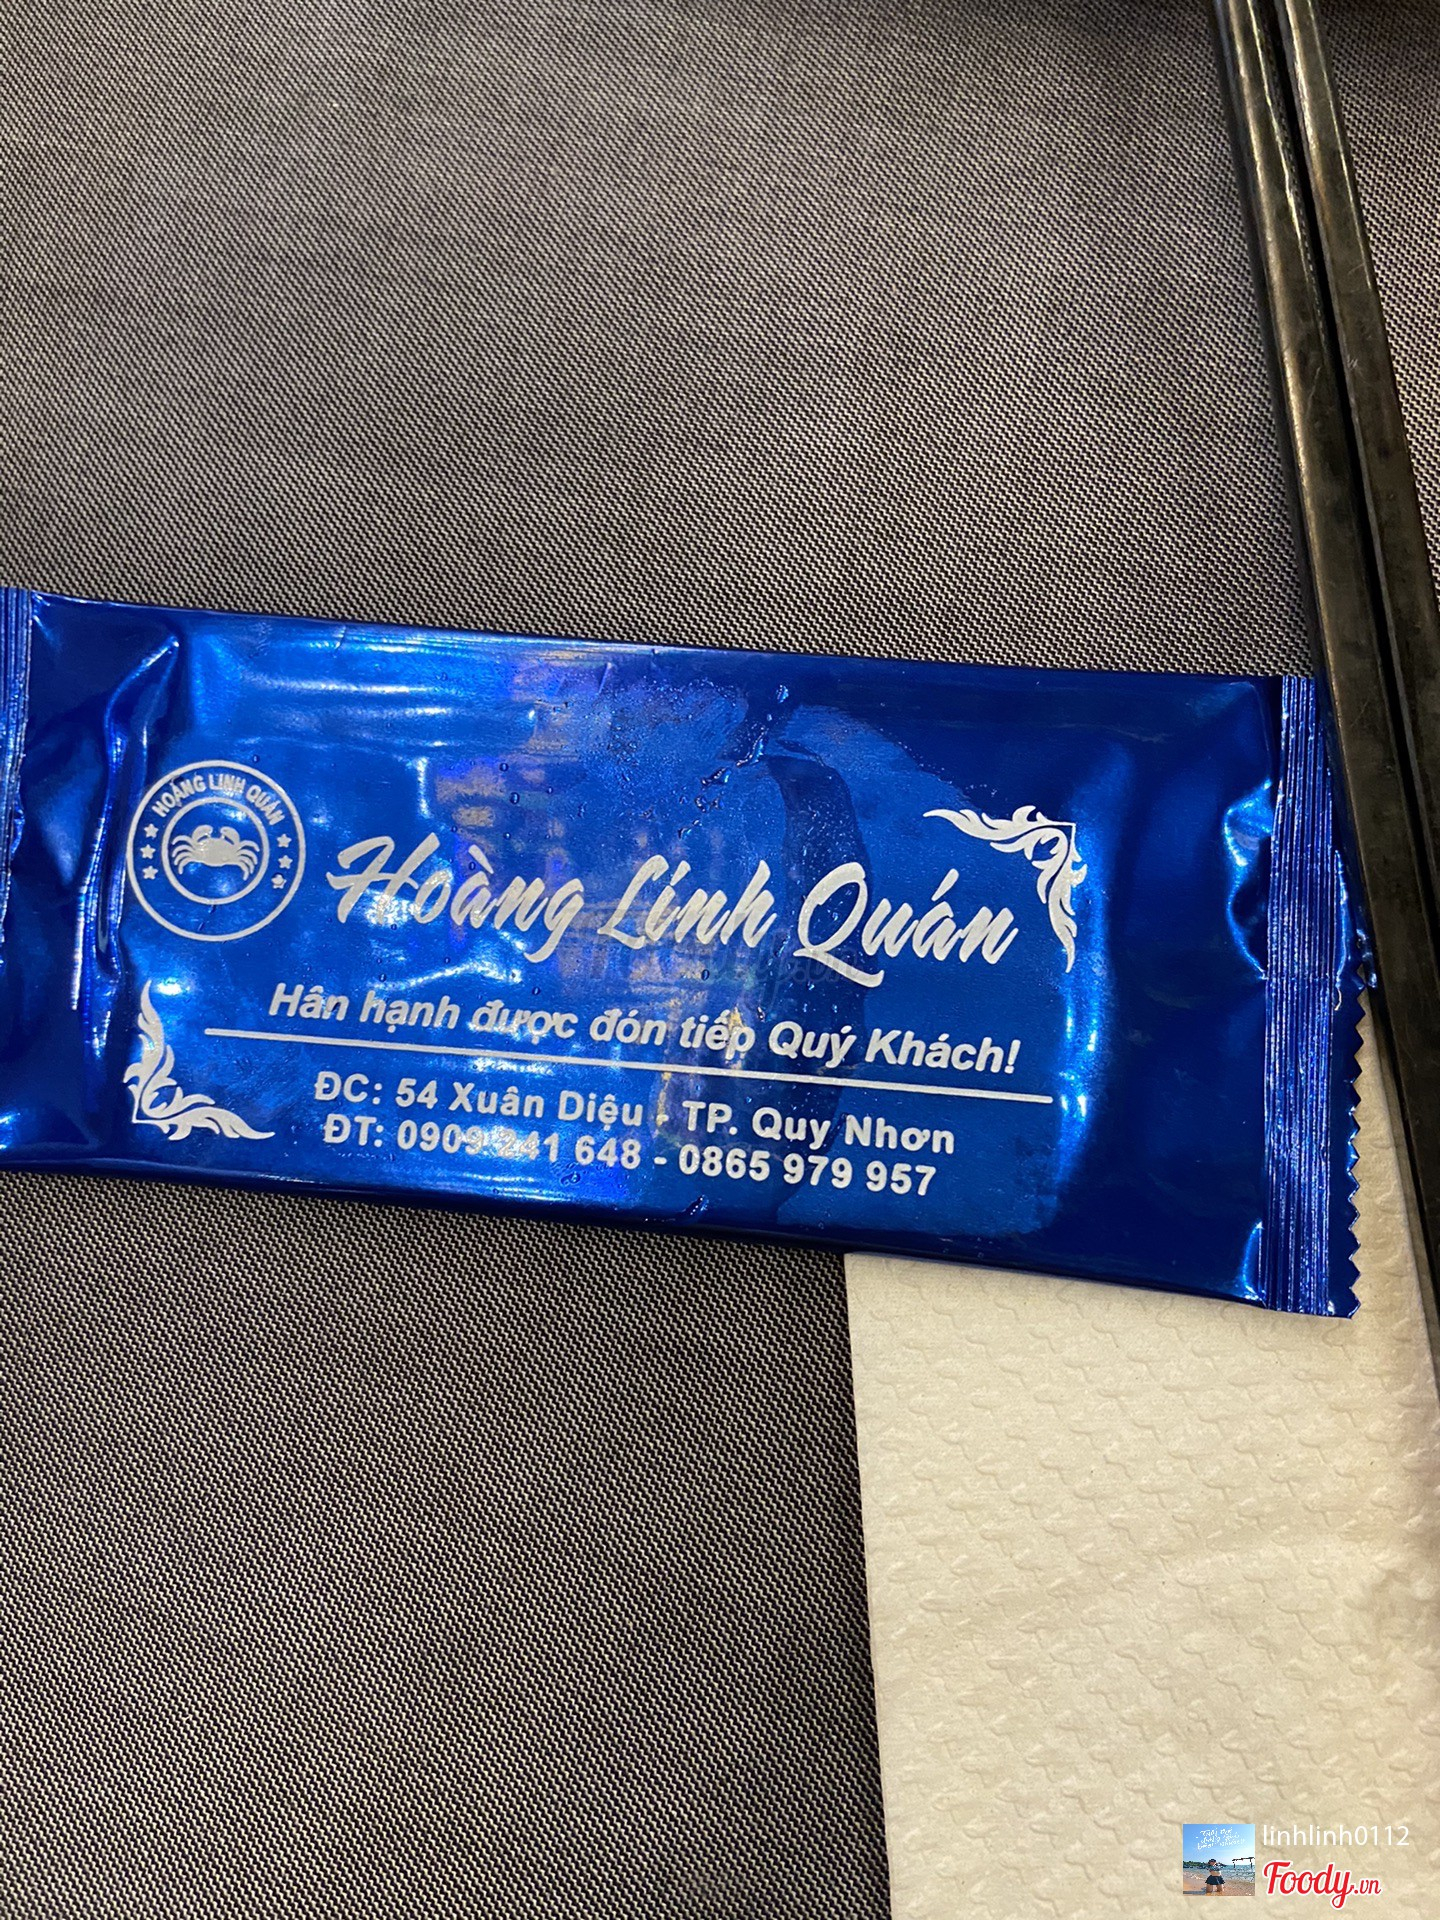 HOÀNG LINH QUÁN
Hoàng Linh Quán
Hân hạnh được đón tiếp Quý Khách!
ĐC: 54 Xuân Diệu - TP. Quy Nhơn
ĐT: 0909 241 648 - 0865 979 957
linhlinh0112
Foody.vn